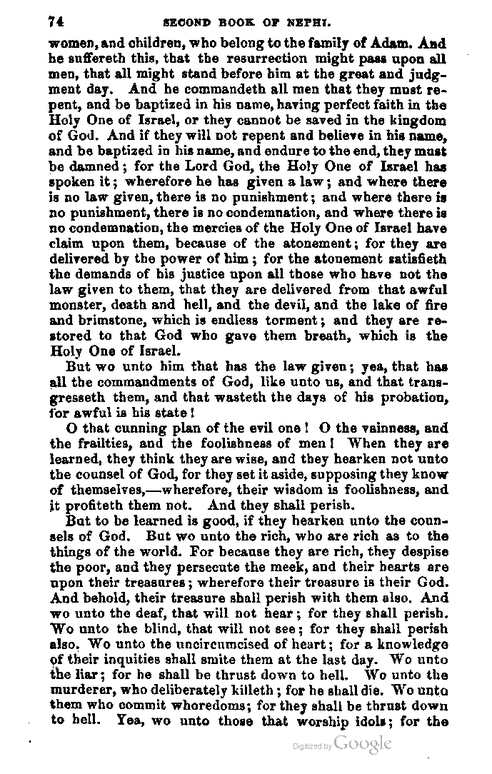 74 SECOND BOOK OF NEPHI.
women, and children, who belong to the family of Adam. And
he suffereth this, that the resurrection might pass upon all
men, that all might stand before him at the great and judg-
ment day. And he commandeth all men that they must re-
pent, and be baptized in his name, having perfect faith in the
Holy One of Israel, or they cannot be saved in the kingdom
of God. And if they will not repent and believe in his name,
and be baptized in his name, and endure to the end, they must
be damned; for the Lord God, the Holy One of Israel has
spoken it; wherefore he has given a law; and where there
is no law given, there is no punishment; and where there is
no punishment, there is no condemnation, and where there is
no condemnation, the mercies of the Holy One of Israel have
claim upon them, because of the atonement; for they are
delivered by the power of him; for the atonement satisfieth
the demands of his justice upon all those who have not the
law given to them, that they are delivered from that awful
monster, death and hell, and the devil, and the lake of fire
and brimstone, which is endless torment; and they are re-
stored to that God who gave them breath, which is the
Holy One of Israel.
But wo unto him that has the law given; yea, that has
all the commandments of God, like unto us, and that trans-
gresseth them, and that wasteth the days of his probation,
for awful is his state!
O that cunning plan of the evil one! O the vainness, and
the frailties, and the foolishness of men! When they are
learned, they think they are wise, and they hearken not unto
the counsel of God, for they set it aside, supposing they know
of themselves,—wherefore, their wisdom is foolishness, and
it profiteth them not. And they shall perish.
But to be learned is good, if they hearken unto the coun-
sels of God. But wo unto the rich, who are rich as to the
things of the world. For because they are rich, they despise
the poor, and they persecute the meek, and their hearts are
upon their treasures; wherefore their treasure is their God.
And behold, their treasure shall perish with them also. And
wo unto the deaf, that will not hear; for they shall perish.
Wo unto the blind, that will not see; for they shall perish
also. Wo unto the uncircumcised of heart; for a knowledge
of their inquities shall smite them at the last day. Wo unto
the liar; for he shall be thrust down to hell. Wo unto the
murderer, who deliberately killeth; for he shall die. Wo unto
them who commit whoredoms; for they shall be thrust down
to hell. Yea, wo unto those that worship idols; for the
Digitized by Google